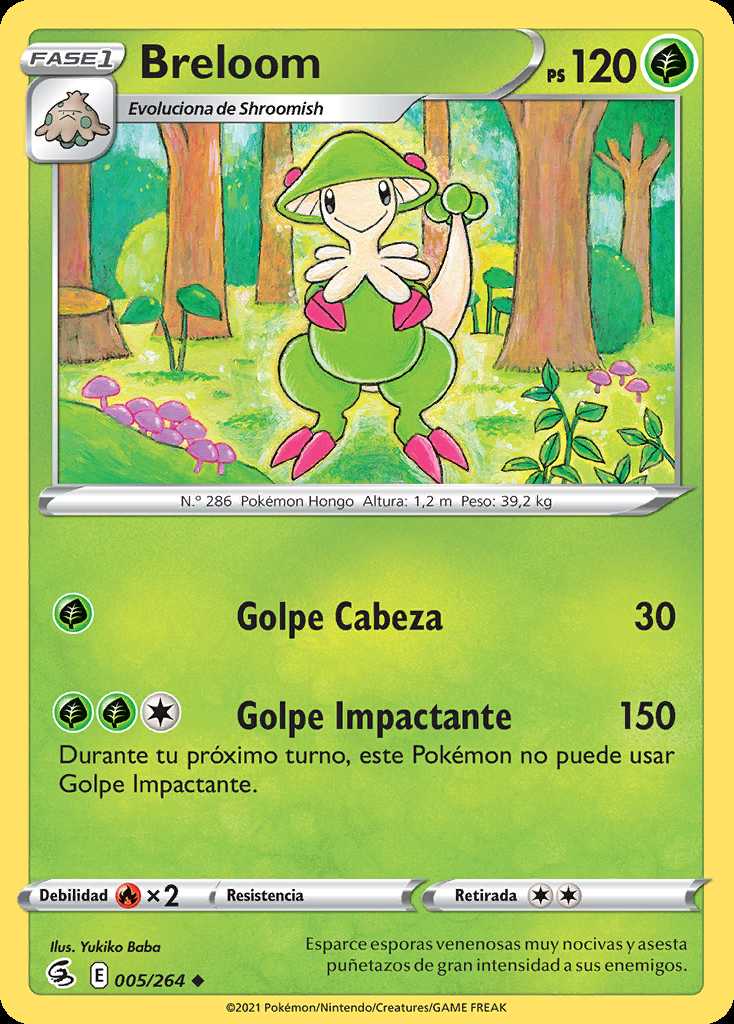 FASE 1
Breloom
PS 120
Evoluciona de Shroomish
N.º 286 Pokémon Hongo Altura: 1,2 m Peso: 39,2 kg
Golpe Cabeza 30
Golpe Impactante 150
Durante tu próximo turno, este Pokémon no puede usar
Golpe Impactante.
Debilidad ×2 Resistencia Retirada
Ilus. Yukiko Baba
Esparce esporas venenosas muy nocivas y asesta
puñetazos de gran intensidad a sus enemigos.
E 005/264
©2021 Pokémon/Nintendo/Creatures/GAME FREAK